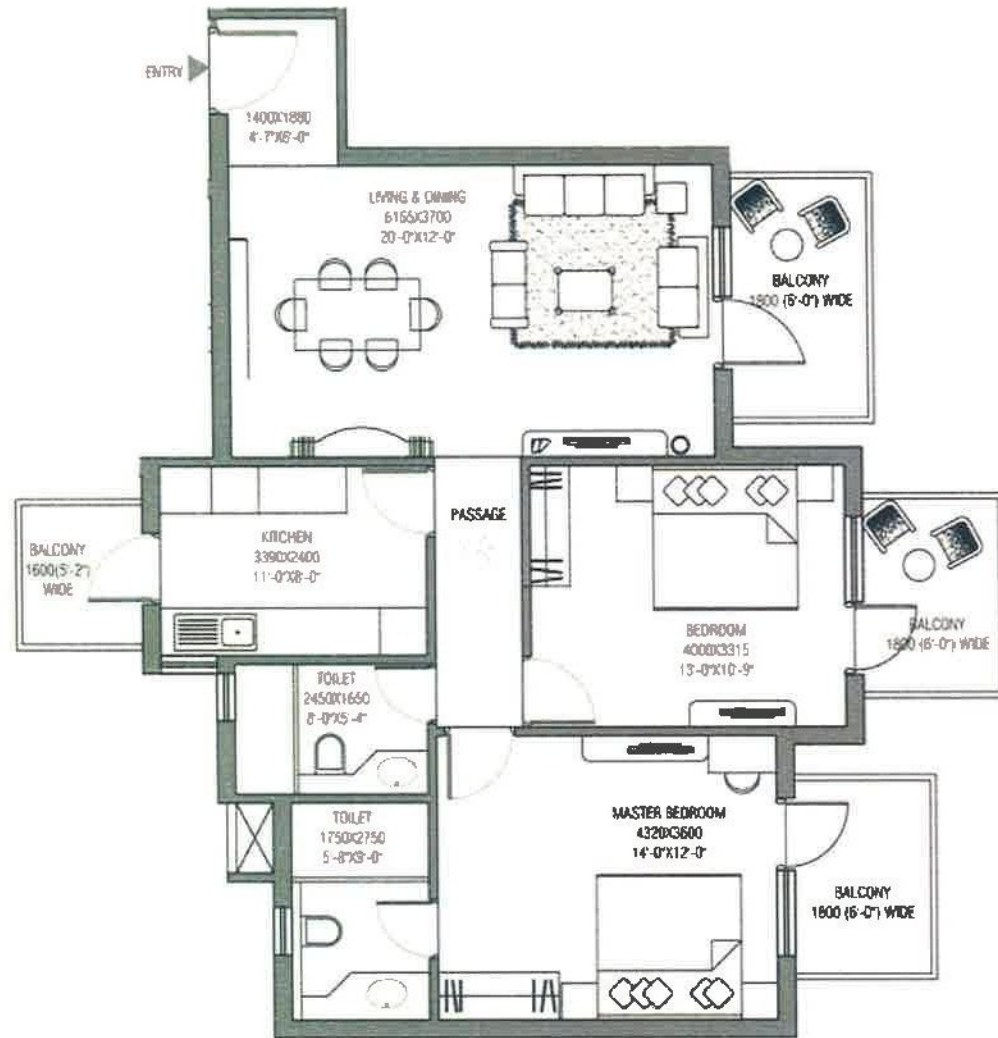 ENTRY
1400X1880
4'-7"X6'-0"
LIVING & DINING
6165X3700
20'-0"X12'-0"
BALCONY
1800 (6'-0") WIDE
PASSAGE
KITCHEN
3390X2400
11'-0"X8'-0"
BALCONY
1600(5'-2")
WIDE
BEDROOM
4000X3315
13'-0"X10'-9"
BALCONY
1800 (6'-0") WIDE
TOILET
2450X1650
8'-0"X5'-4"
TOILET
1750X2750
5'-8"X9'-0"
MASTER BEDROOM
4320X3600
14'-0"X12'-0"
BALCONY
1800 (6'-0") WIDE